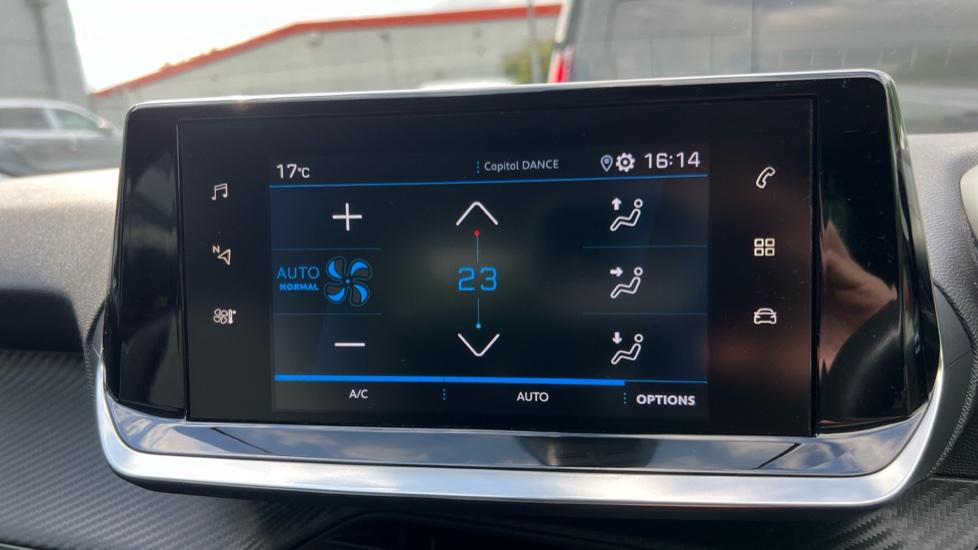 17°C
Capital DANCE
16:14
N
AUTO
NORMAL
23
A/C
AUTO
OPTIONS